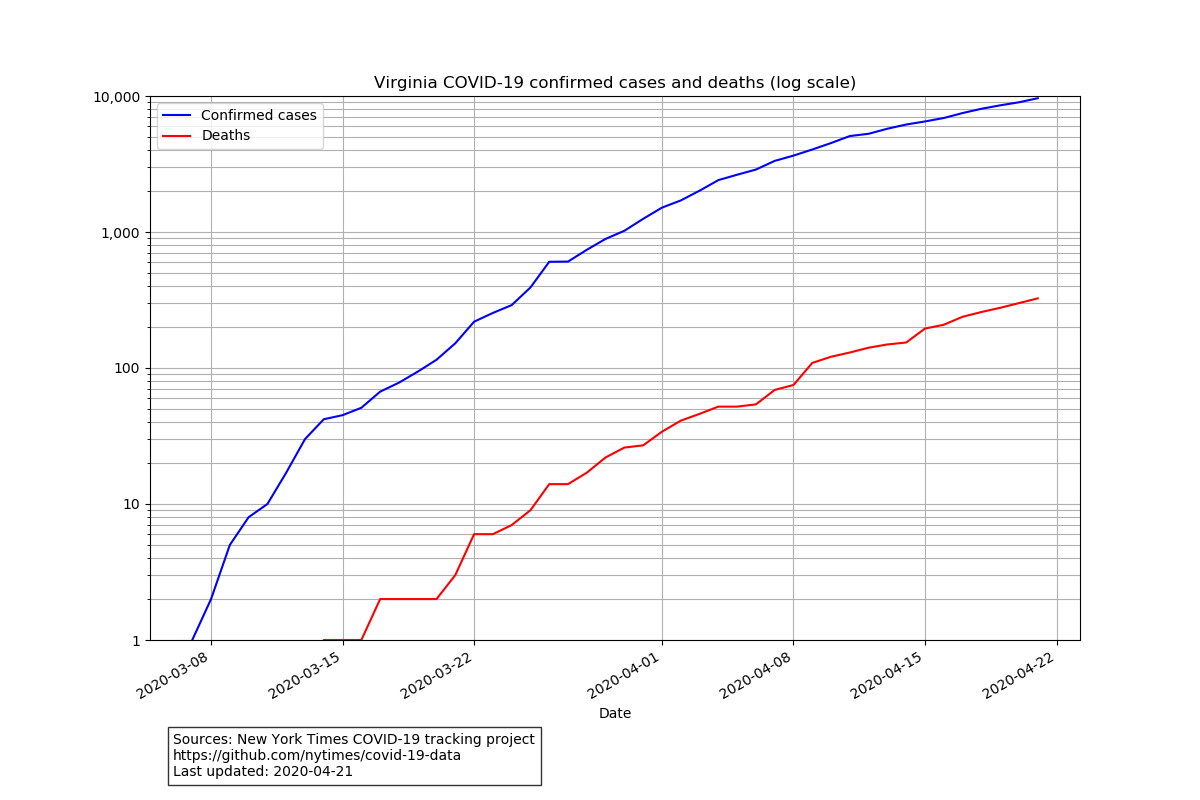 Virginia COVID-19 confirmed cases and deaths (log scale)
10,000
1,000
100
10
1
Confirmed cases
Deaths
2020-03-08
2020-03-15
2020-03-22
2020-04-01
2020-04-08
2020-04-15
2020-04-22
Date
Sources: New York Times COVID-19 tracking project
https://github.com/nytimes/covid-19-data
Last updated: 2020-04-21